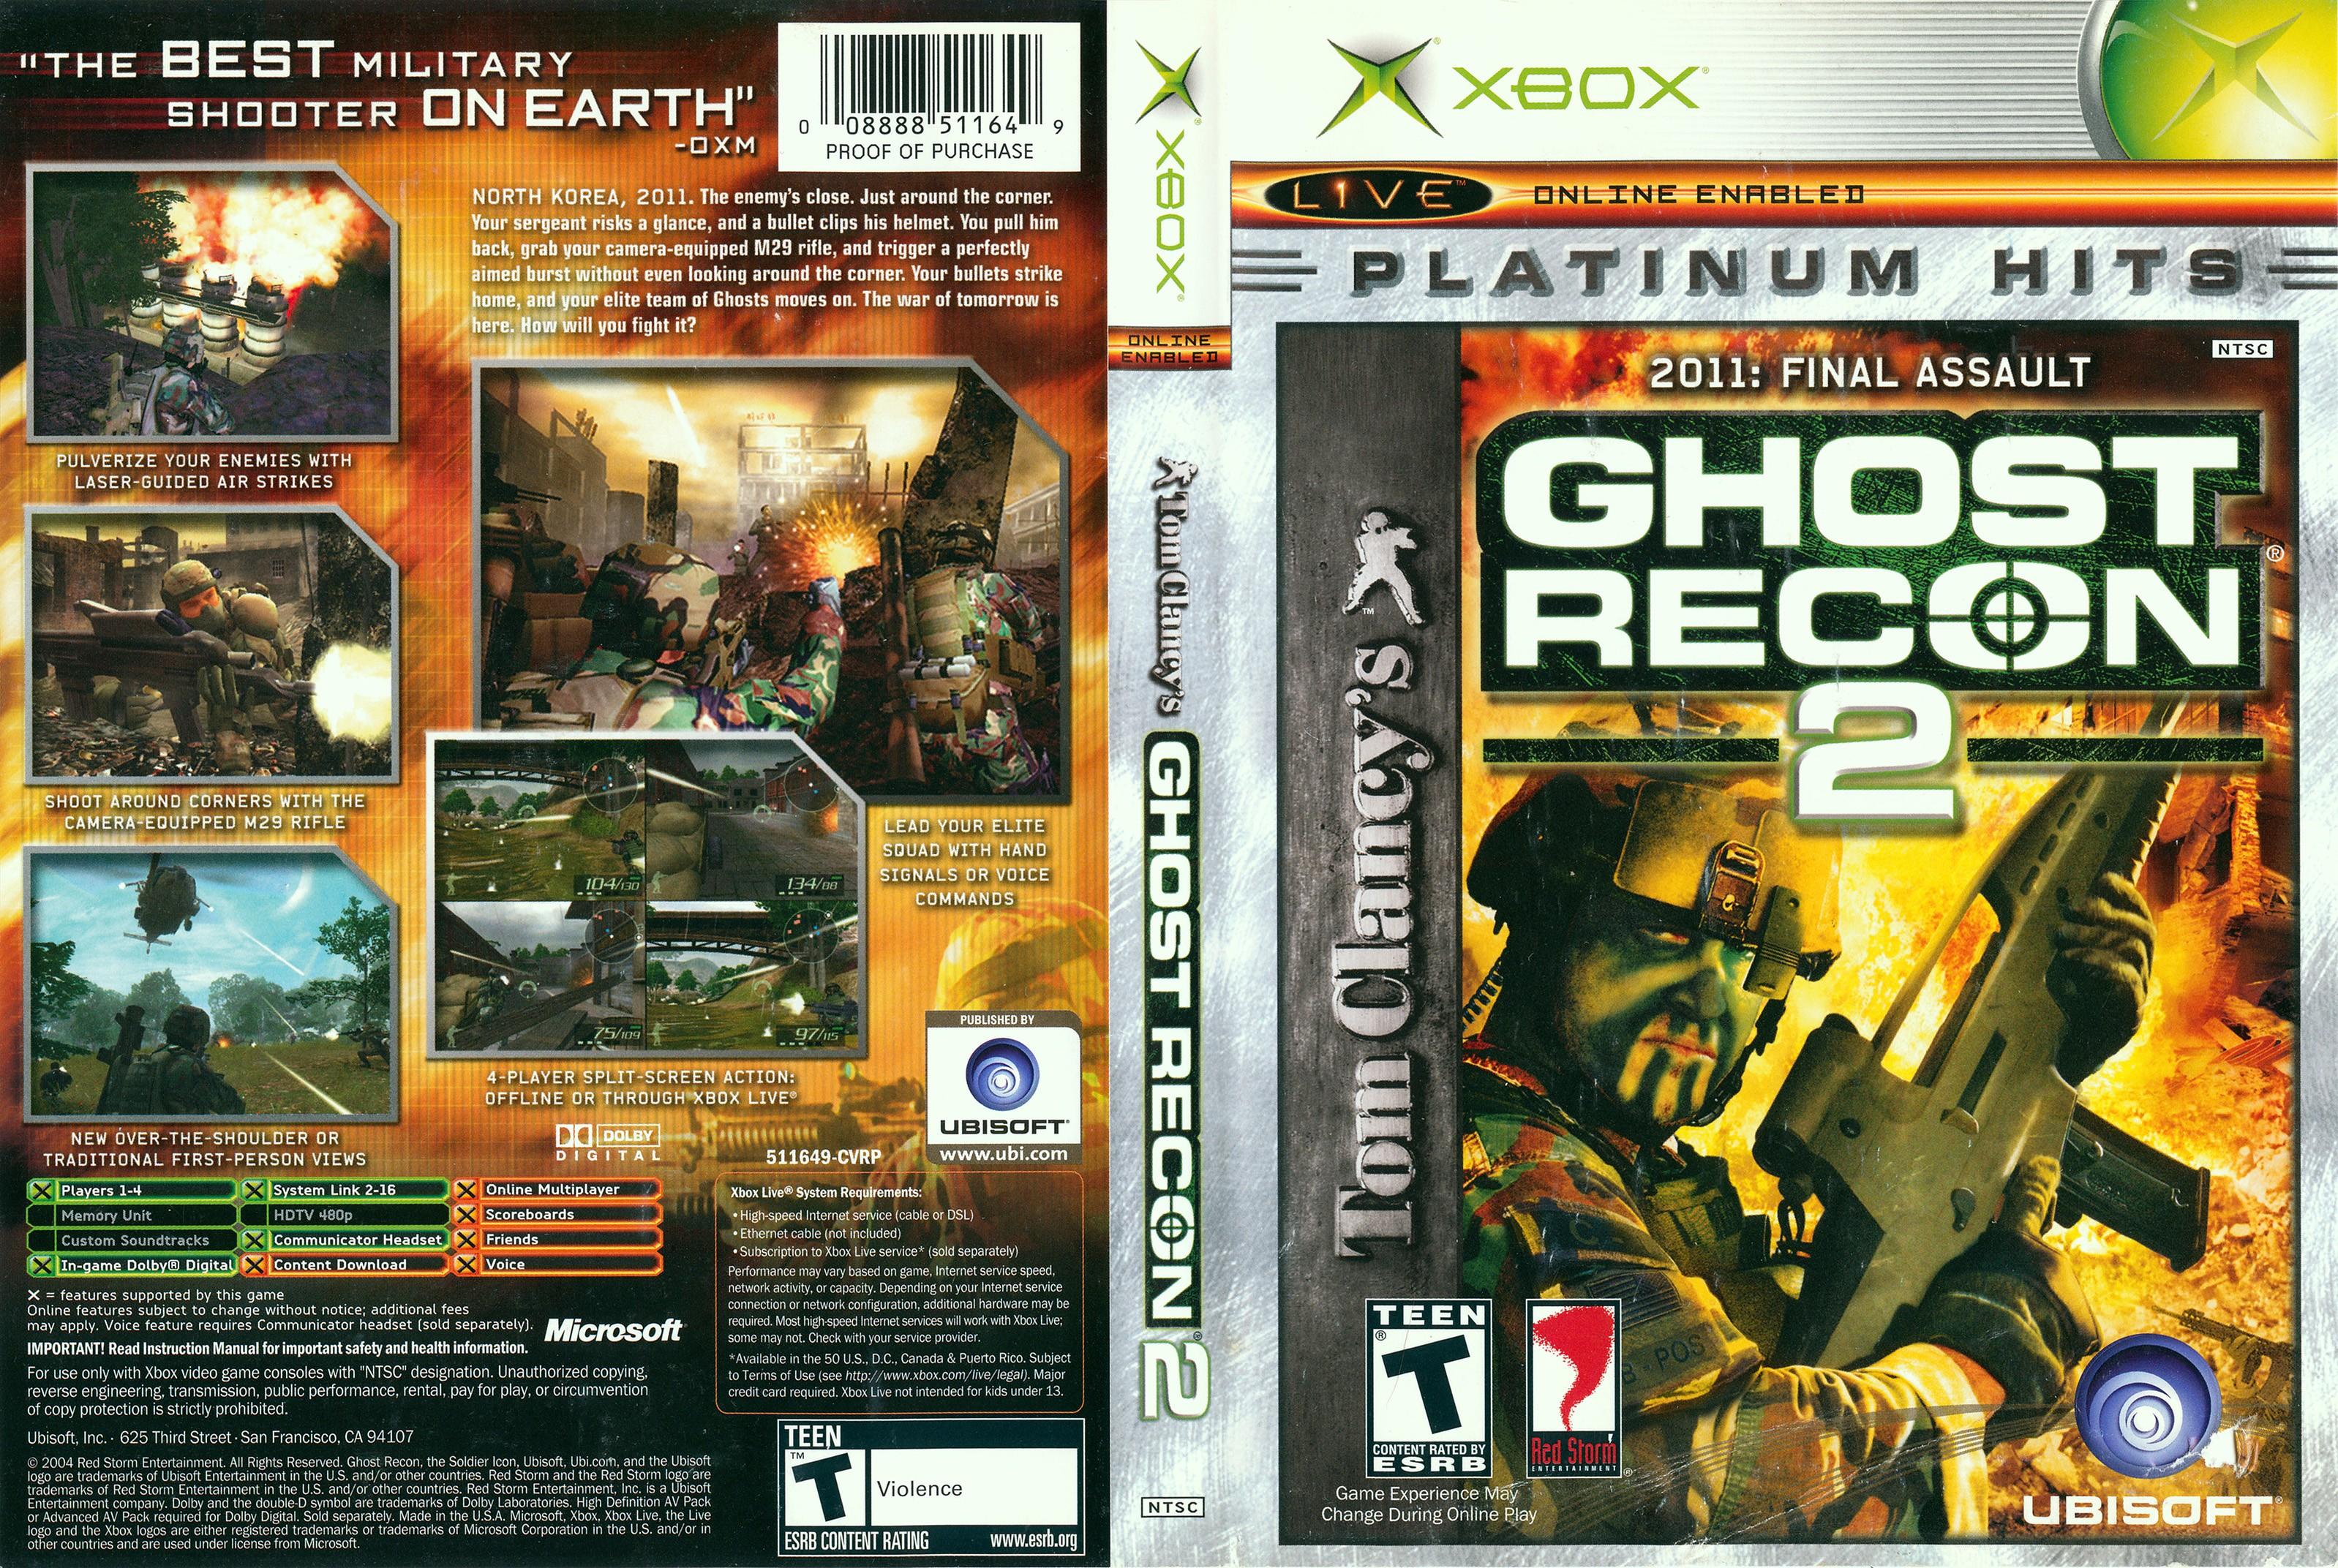 "THE BEST MILITARY
SHOOTER ON EARTH"
-OXM
0 08888 51164 9
PROOF OF PURCHASE
NORTH KOREA, 2011. The enemy's close. Just around the corner.
Your sergeant risks a glance, and a bullet clips his helmet. You pull him
back, grab your camera-equipped M29 rifle, and trigger a perfectly
aimed burst without even looking around the corner. Your bullets strike
home, and your elite team of Ghosts moves on. The war of tomorrow is
here. How will you fight it?
PULVERIZE YOUR ENEMIES WITH
LASER-GUIDED AIR STRIKES
SHOOT AROUND CORNERS WITH THE
CAMERA-EQUIPPED M29 RIFLE
NEW OVER-THE-SHOULDER OR
TRADITIONAL FIRST-PERSON VIEWS
LEAD YOUR ELITE
SQUAD WITH HAND
SIGNALS OR VOICE
COMMANDS
104/130
134/88
75/109
97/115
4-PLAYER SPLIT-SCREEN ACTION:
OFFLINE OR THROUGH XBOX LIVE®
DOLBY
DIGITAL
511649-CVRP
PUBLISHED BY
UBISOFT®
www.ubi.com
Players 1-4
System Link 2-16
Online Multiplayer
Memory Unit
HDTV 480p
Scoreboards
Custom Soundtracks
Communicator Headset
Friends
In-game Dolby® Digital
Content Download
Voice
X = features supported by this game
Online features subject to change without notice; additional fees
may apply. Voice feature requires Communicator headset (sold separately).
Microsoft®
IMPORTANT! Read Instruction Manual for important safety and health information.
For use only with Xbox video game consoles with "NTSC" designation. Unauthorized copying,
reverse engineering, transmission, public performance, rental, pay for play, or circumvention
of copy protection is strictly prohibited.
Ubisoft, Inc. · 625 Third Street · San Francisco, CA 94107
© 2004 Red Storm Entertainment. All Rights Reserved. Ghost Recon, the Soldier Icon, Ubisoft, Ubi.com, and the Ubisoft
logo are trademarks of Ubisoft Entertainment in the U.S. and/or other countries. Red Storm and the Red Storm logo are
trademarks of Red Storm Entertainment in the U.S. and/or other countries. Red Storm Entertainment, Inc. is a Ubisoft
Entertainment company. Dolby and the double-D symbol are trademarks of Dolby Laboratories. High Definition AV Pack
or Advanced AV Pack required for Dolby Digital. Sold separately. Made in the U.S.A. Microsoft, Xbox, Xbox Live, the Live
logo and the Xbox logos are either registered trademarks or trademarks of Microsoft Corporation in the U.S. and/or in
other countries and are used under license from Microsoft.
Xbox Live® System Requirements:
• High-speed Internet service (cable or DSL)
• Ethernet cable (not included)
• Subscription to Xbox Live service* (sold separately)
Performance may vary based on game, Internet service speed,
network activity, or capacity. Depending on your Internet service
connection or network configuration, additional hardware may be
required. Most high-speed Internet services will work with Xbox Live;
some may not. Check with your service provider.
*Available in the 50 U.S., D.C., Canada & Puerto Rico. Subject
to Terms of Use (see http://www.xbox.com/live/legal). Major
credit card required. Xbox Live not intended for kids under 13.
TEEN
T™
Violence
ESRB CONTENT RATING www.esrb.org
XBOX®
ONLINE
ENABLED
Tom Clancy's
GHOST RECON® 2
NTSC
XBOX®
LIVE™ ONLINE ENABLED
PLATINUM HITS
NTSC
2011: FINAL ASSAULT
Tom Clancy's ™
GHOST
RECON®
2
B - POS
TEEN
®
T
CONTENT RATED BY
ESRB
Red Storm
ENTERTAINMENT®
Game Experience May
Change During Online Play
UBISOFT®